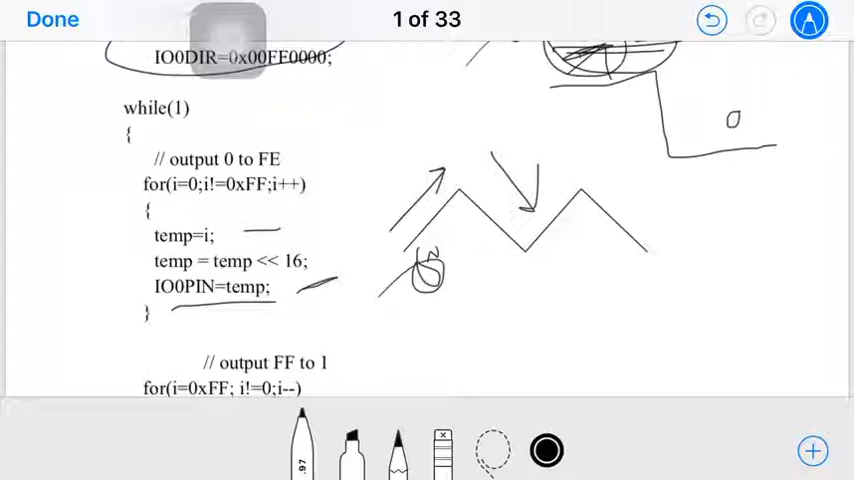 Done
1 of 33
IO0DIR=0x00FF0000;
while(1)
{
// output 0 to FE
for(i=0;i!=0xFF;i++)
{
temp=i;
temp = temp << 16;
IO0PIN=temp;
}
// output FF to 1
for(i=0xFF; i!=0;i--)
0
.97